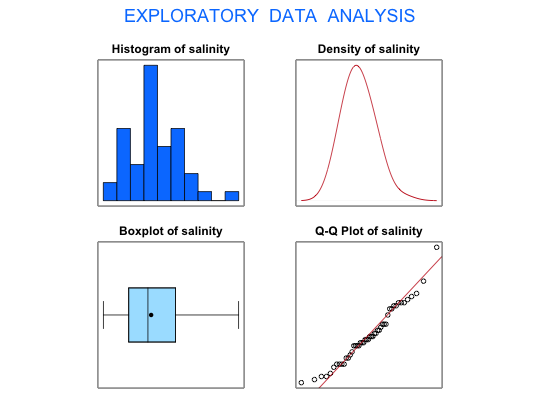 EXPLORATORY DATA ANALYSIS
Histogram of salinity
Density of salinity
Boxplot of salinity
Q-Q Plot of salinity